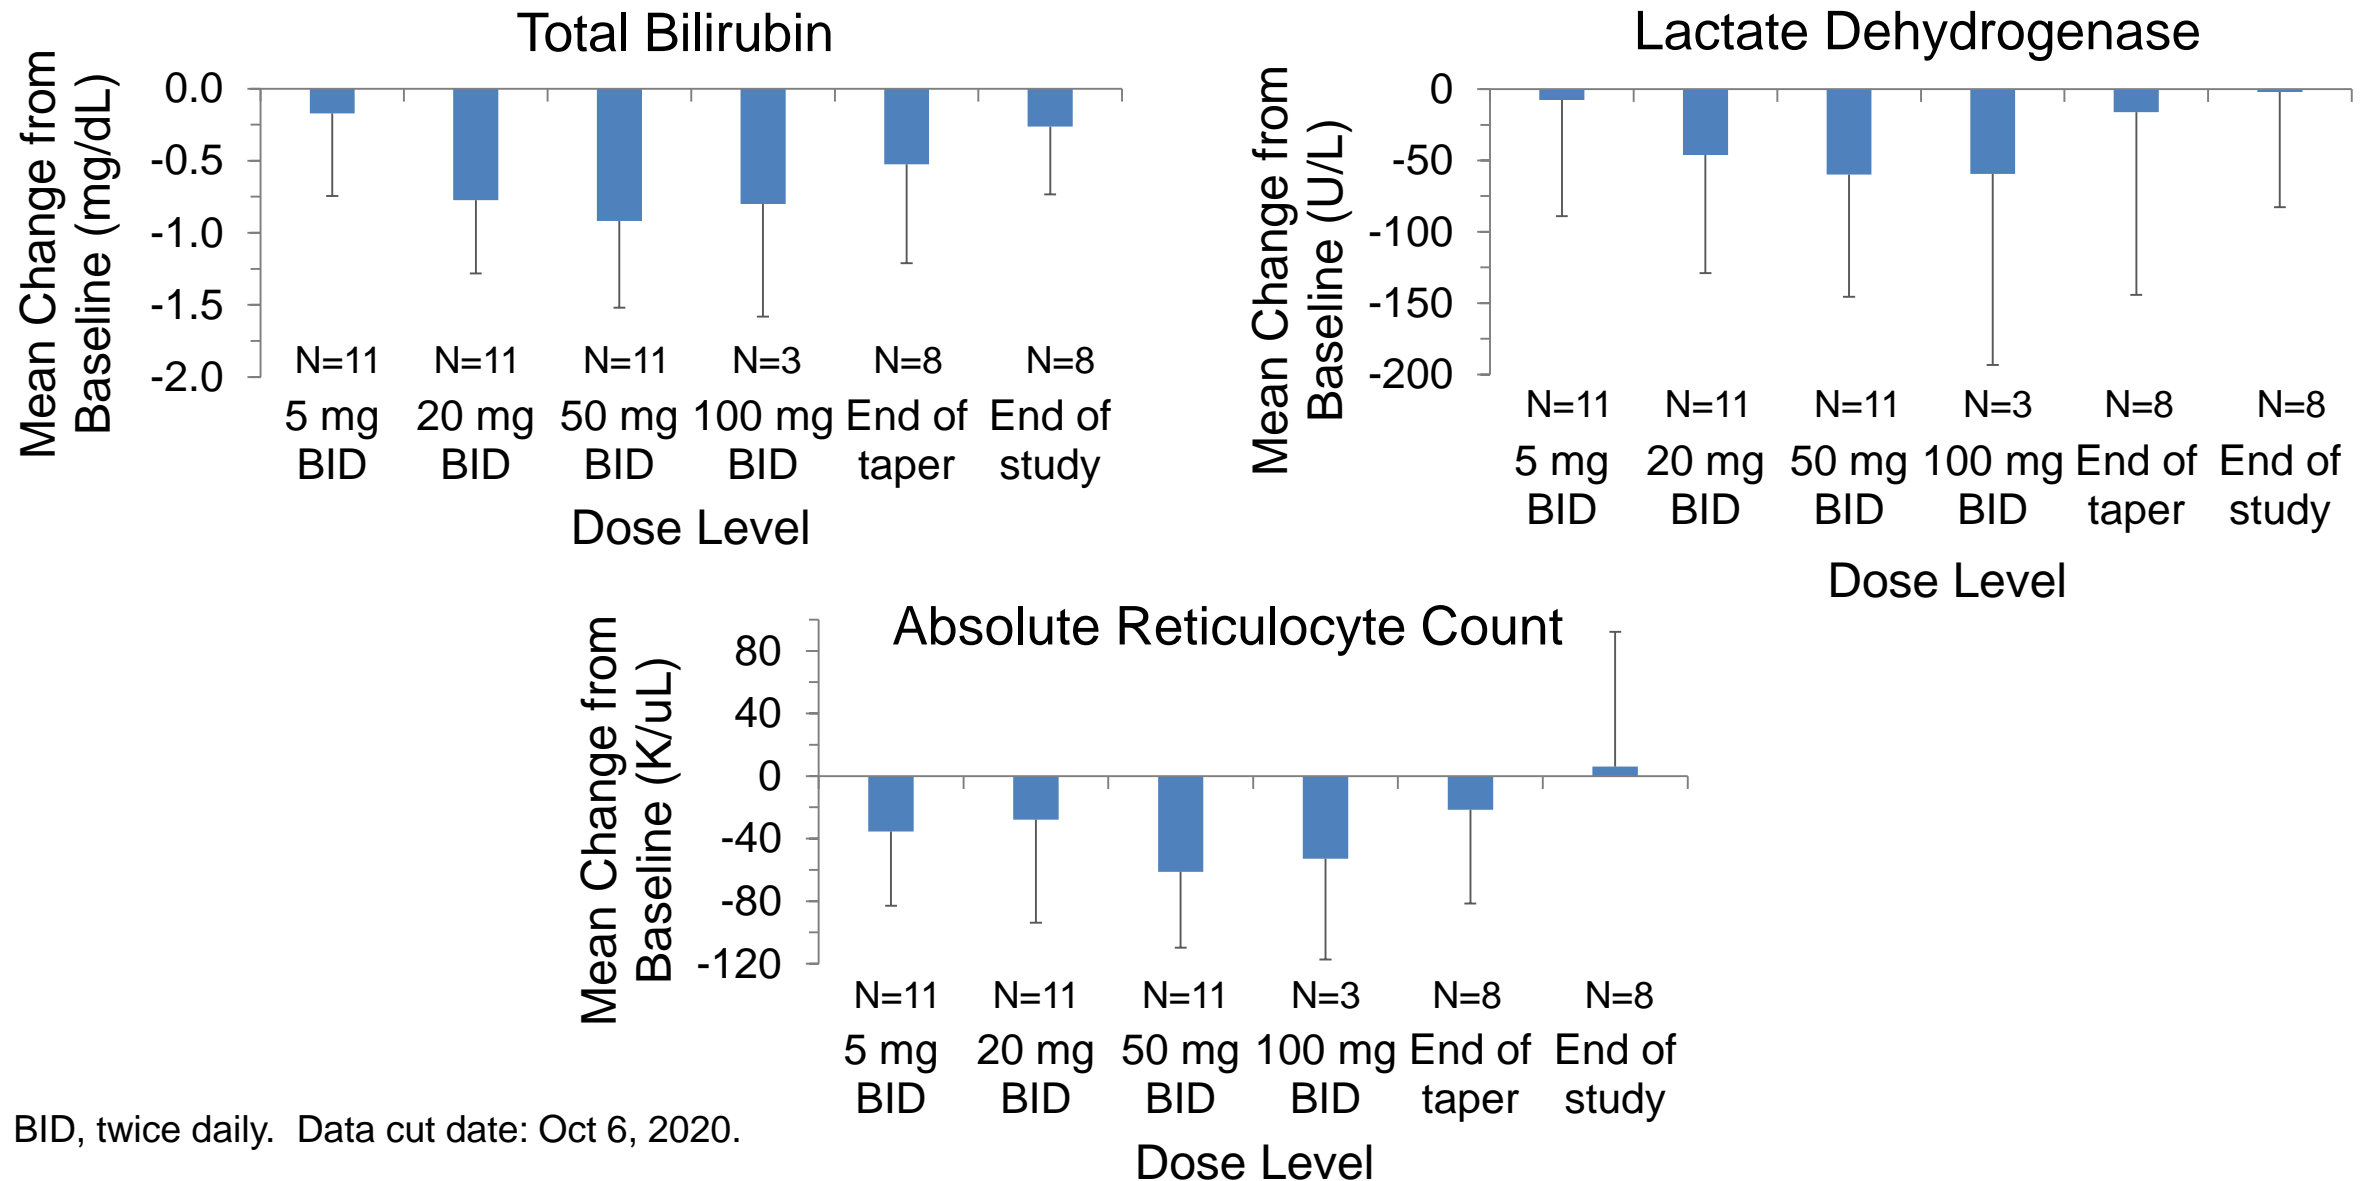 Total Bilirubin
Mean Change from
Baseline (mg/dL)
0.0
-0.5
-1.0
-1.5
-2.0
N=11 N=11 N=11 N=3 N=8 N=8
5 mg 20 mg 50 mg 100 mg End of End of
BID BID BID BID taper study
Dose Level
Lactate Dehydrogenase
Mean Change from
Baseline (U/L)
0
-50
-100
-150
-200
N=11 N=11 N=11 N=3 N=8 N=8
5 mg 20 mg 50 mg 100 mg End of End of
BID BID BID BID taper study
Dose Level
Absolute Reticulocyte Count
Mean Change from
Baseline (K/uL)
80
40
0
-40
-80
-120
N=11 N=11 N=11 N=3 N=8 N=8
5 mg 20 mg 50 mg 100 mg End of End of
BID BID BID BID taper study
Dose Level
BID, twice daily. Data cut date: Oct 6, 2020.